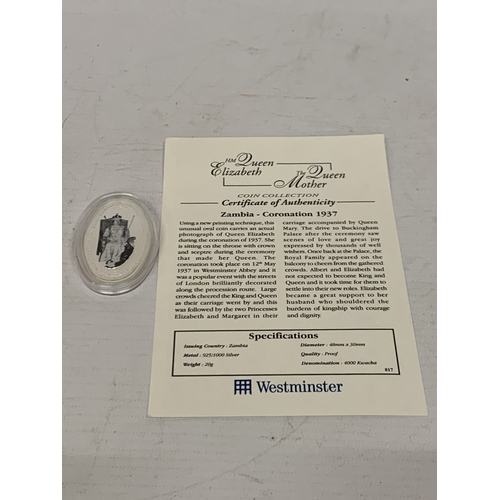 HM Queen
Elizabeth
The Queen
Mother
COIN COLLECTION
Certificate of Authenticity
Zambia - Coronation 1937
Using a new printing technique, this
unusual oval coin carries an actual
photograph of Queen Elizabeth
during the coronation of 1937. She
is sitting on the throne with crown
and sceptre during the ceremony
that made her Queen. The
coronation took place on 12th May
1937 in Westminster Abbey and it
was a popular event with the streets
of London brilliantly decorated
along the procession route. Large
crowds cheered the King and Queen
as their carriage went by and this
was followed by the two Princesses
Elizabeth and Margaret in their
carriage accompanied by Queen
Mary. The drive to Buckingham
Palace after the ceremony saw
scenes of love and great joy
expressed by thousands of well
wishes. Once back at the Palace, the
Royal Family appeared on the
balcony to cheers from the gathered
crowds. Albert and Elizabeth had
not expected to become King and
Queen and it took time for them to
settle into their new roles. Elizabeth
became a great support to her
husband who shouldered the
burdens of kingship with courage
and dignity.
Specifications
Issuing Country : Zambia
Metal : 925/1000 Silver
Weight : 20g
Diameter : 48mm x 30mm
Quality : Proof
Denomination : 4000 Kwacha
817
Westminster